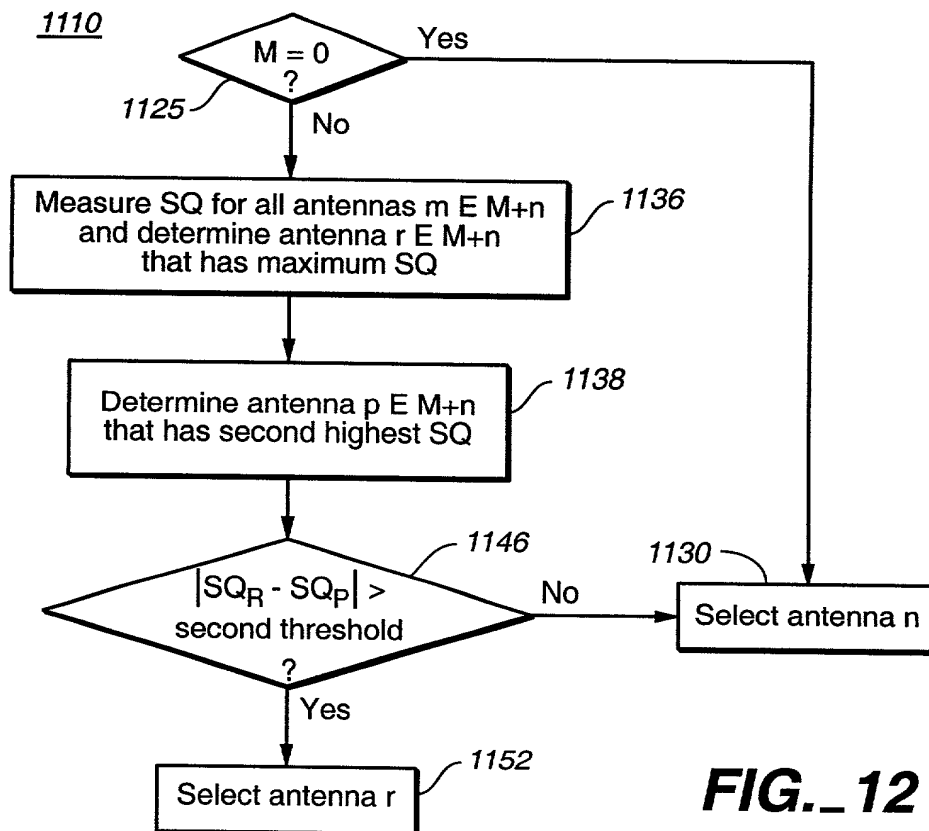 1110
M = 0
?
Yes
1125
No
Measure SQ for all antennas m E M+n
and determine antenna r E M+n
that has maximum SQ
1136
Determine antenna p E M+n
that has second highest SQ
1138
|SQR - SQP| >
second threshold
?
1146
No
1130
Select antenna n
Yes
Select antenna r
1152
FIG._12